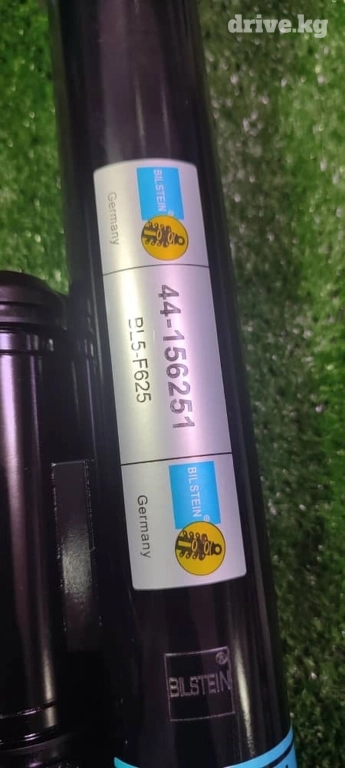 drive.kg
BILSTEIN®
Germany
44-156251
BL5-F625
BILSTEIN®
Germany
BILSTEIN®